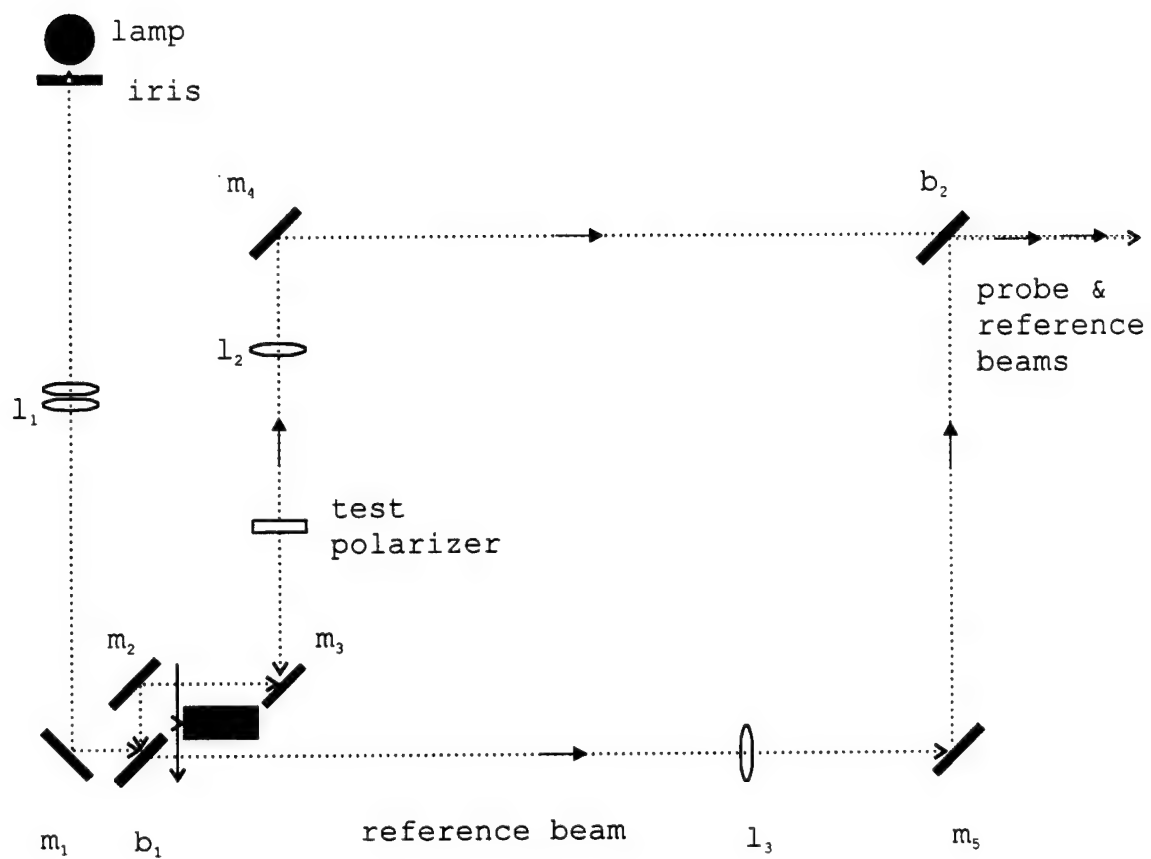 lamp
iris
m₄
b₂
probe &
reference
beams
l₂
l₁
test
polarizer
m₂
m₃
m₁
b₁
reference beam
l₃
m₅